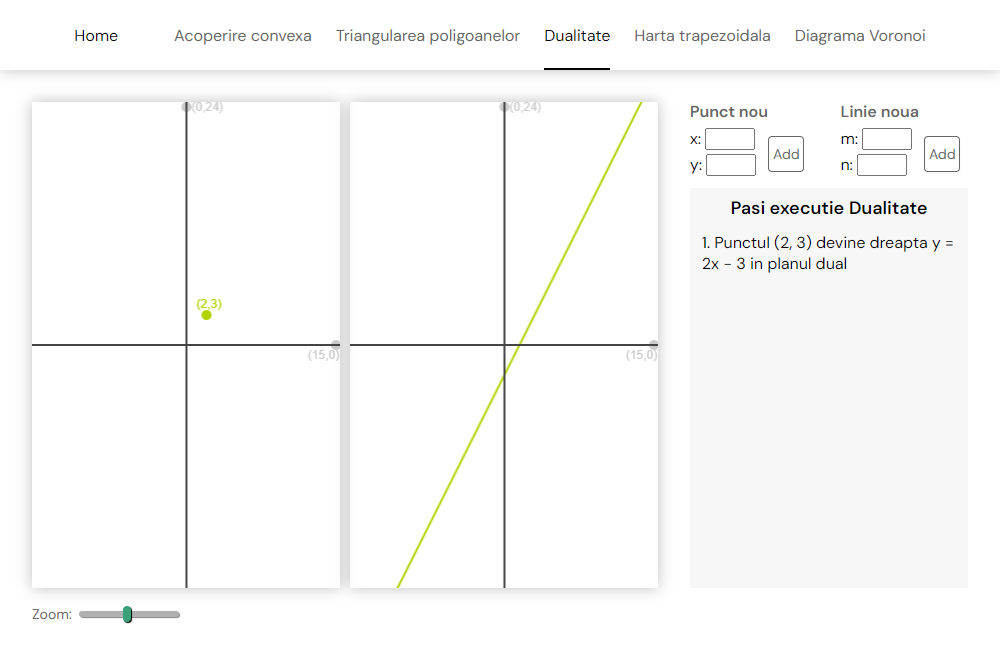 Home Acoperire convexa Triangularea poligoanelor Dualitate Harta trapezoidala Diagrama Voronoi
(0,24)
(2,3)
(15,0)
(0,24)
(15,0)
Zoom:
Punct nou
x:
y:
Add
Linie noua
m:
n:
Add
Pasi executie Dualitate
1. Punctul (2, 3) devine dreapta y =
2x - 3 in planul dual